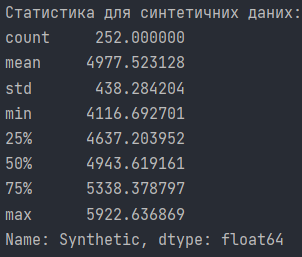 Статистика для синтетичних даних:
count 252.000000
mean 4977.523128
std 438.284204
min 4116.692701
25% 4637.203952
50% 4943.619161
75% 5338.378797
max 5922.636869
Name: Synthetic, dtype: float64